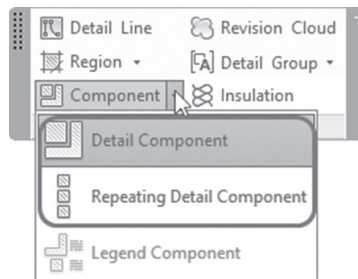 Detail Line Revision Cloud
Region Detail Group
Component Insulation
Detail Component
Repeating Detail Component
Legend Component